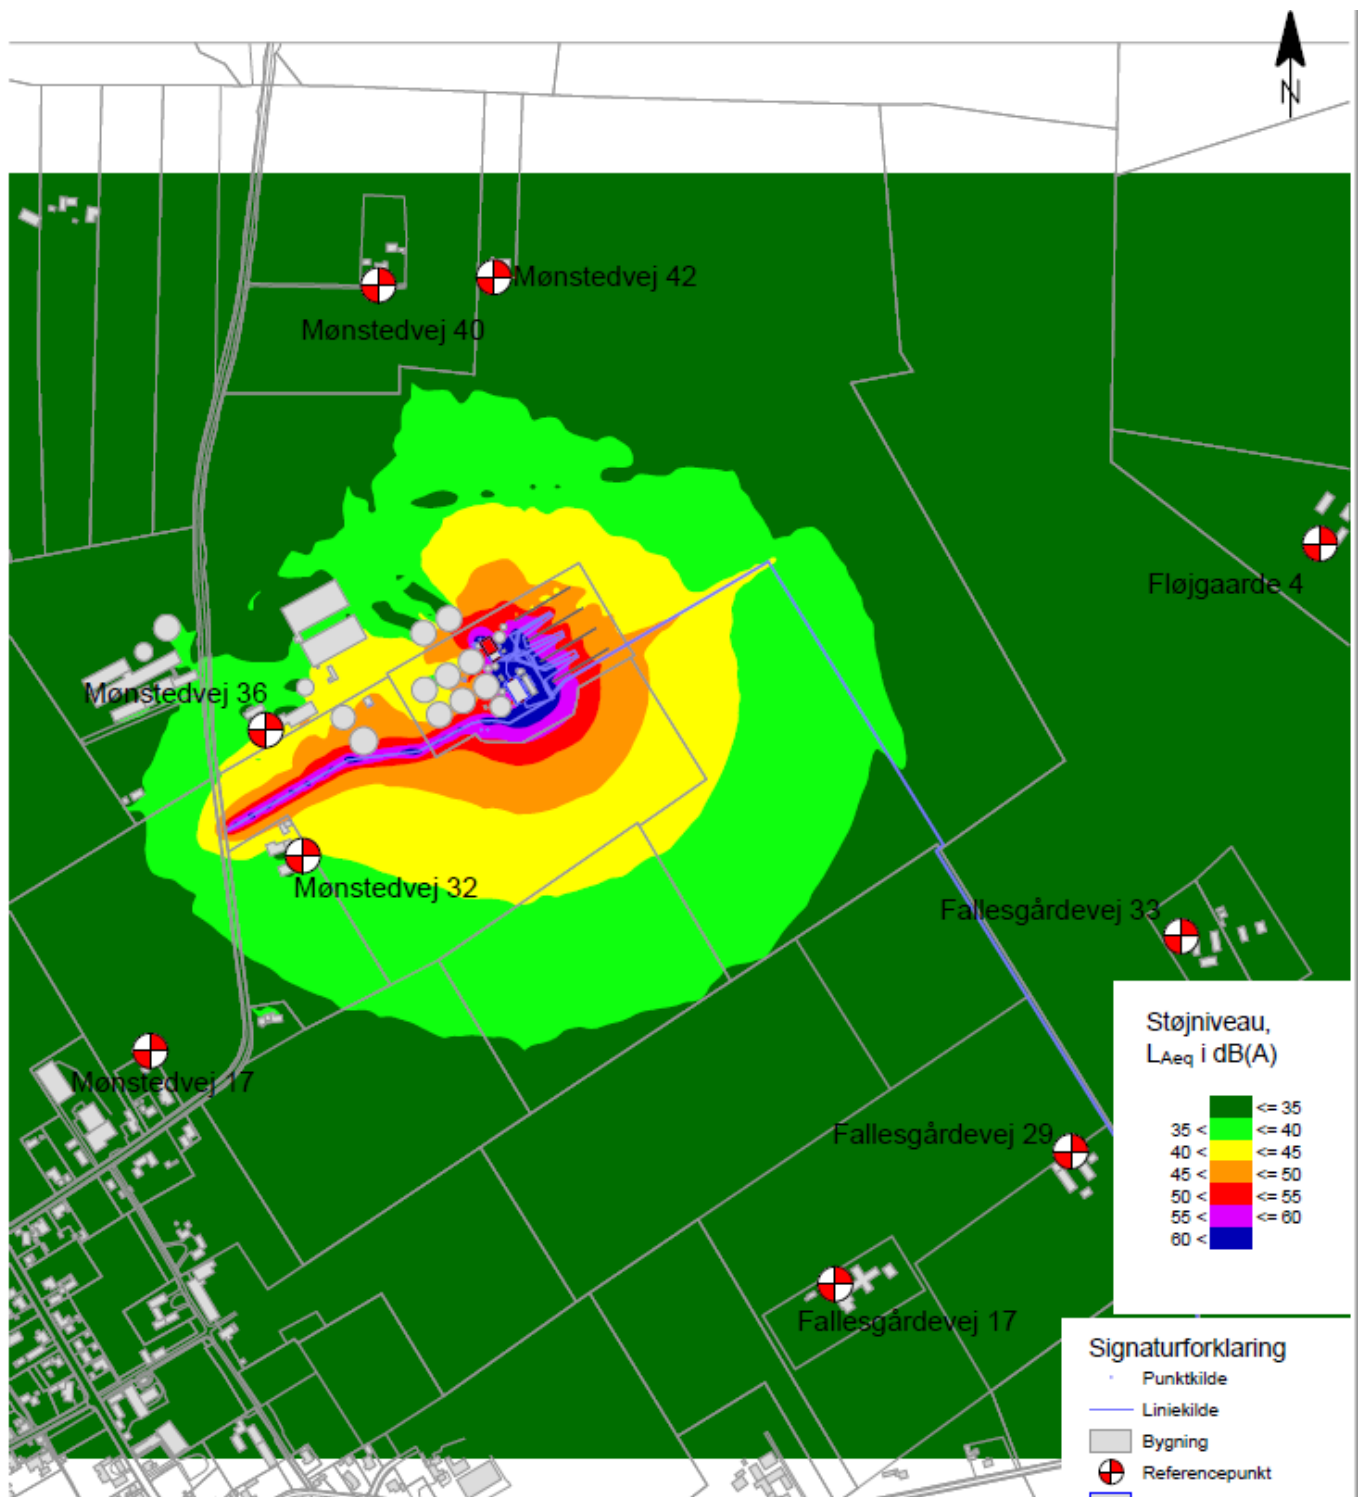 N
Mønstedvej 42
Mønstedvej 40
Fløjgaarde 4
Mønstedvej 36
Mønstedvej 32
Fallesgårdevej 33
Mønstedvej 17
Fallesgårdevej 29
Fallesgårdevej 17
Støjniveau,
LAeq i dB(A)
<= 35
35 < <= 40
40 < <= 45
45 < <= 50
50 < <= 55
55 < <= 60
60 <
Signaturforklaring
Punktkilde
Liniekilde
Bygning
Referencepunkt